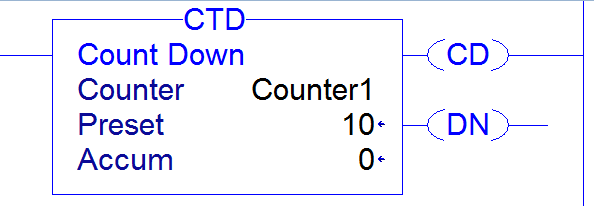 CTD
Count Down
CD
Counter Counter1
Preset 10
DN
Accum 0